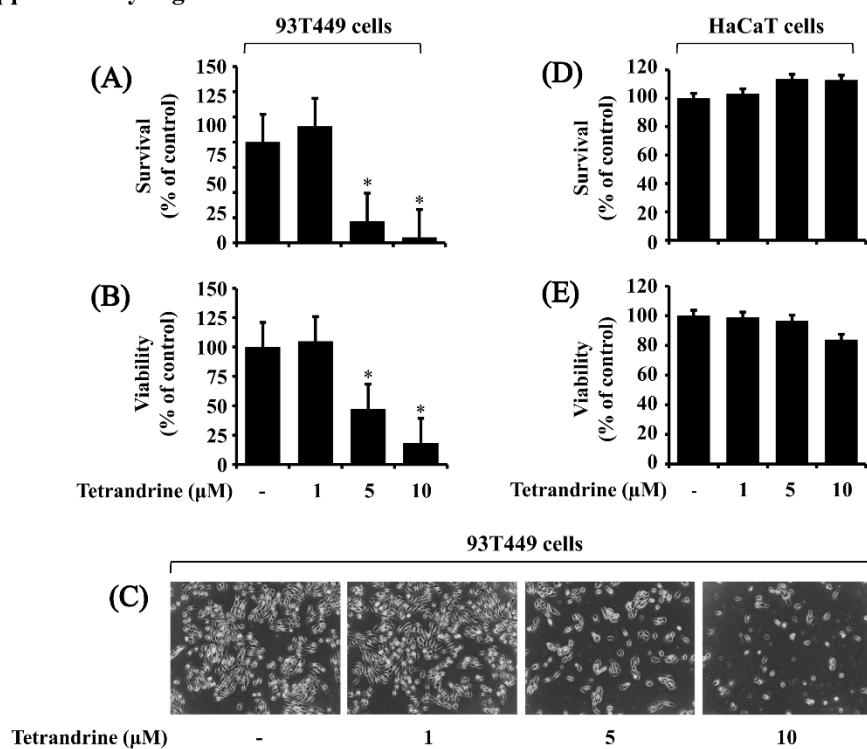 93T449 cells
(A)
Survival
(% of control)
150
125
100
75
50
25
0
*
*
(B)
Viability
(% of control)
150
125
100
75
50
25
0
*
*
Tetrandrine (μM) - 1 5 10
HaCaT cells
(D)
Survival
(% of control)
120
100
80
60
40
20
0
(E)
Viability
(% of control)
120
100
80
60
40
20
0
Tetrandrine (μM) - 1 5 10
93T449 cells
(C)
Tetrandrine (μM) - 1 5 10